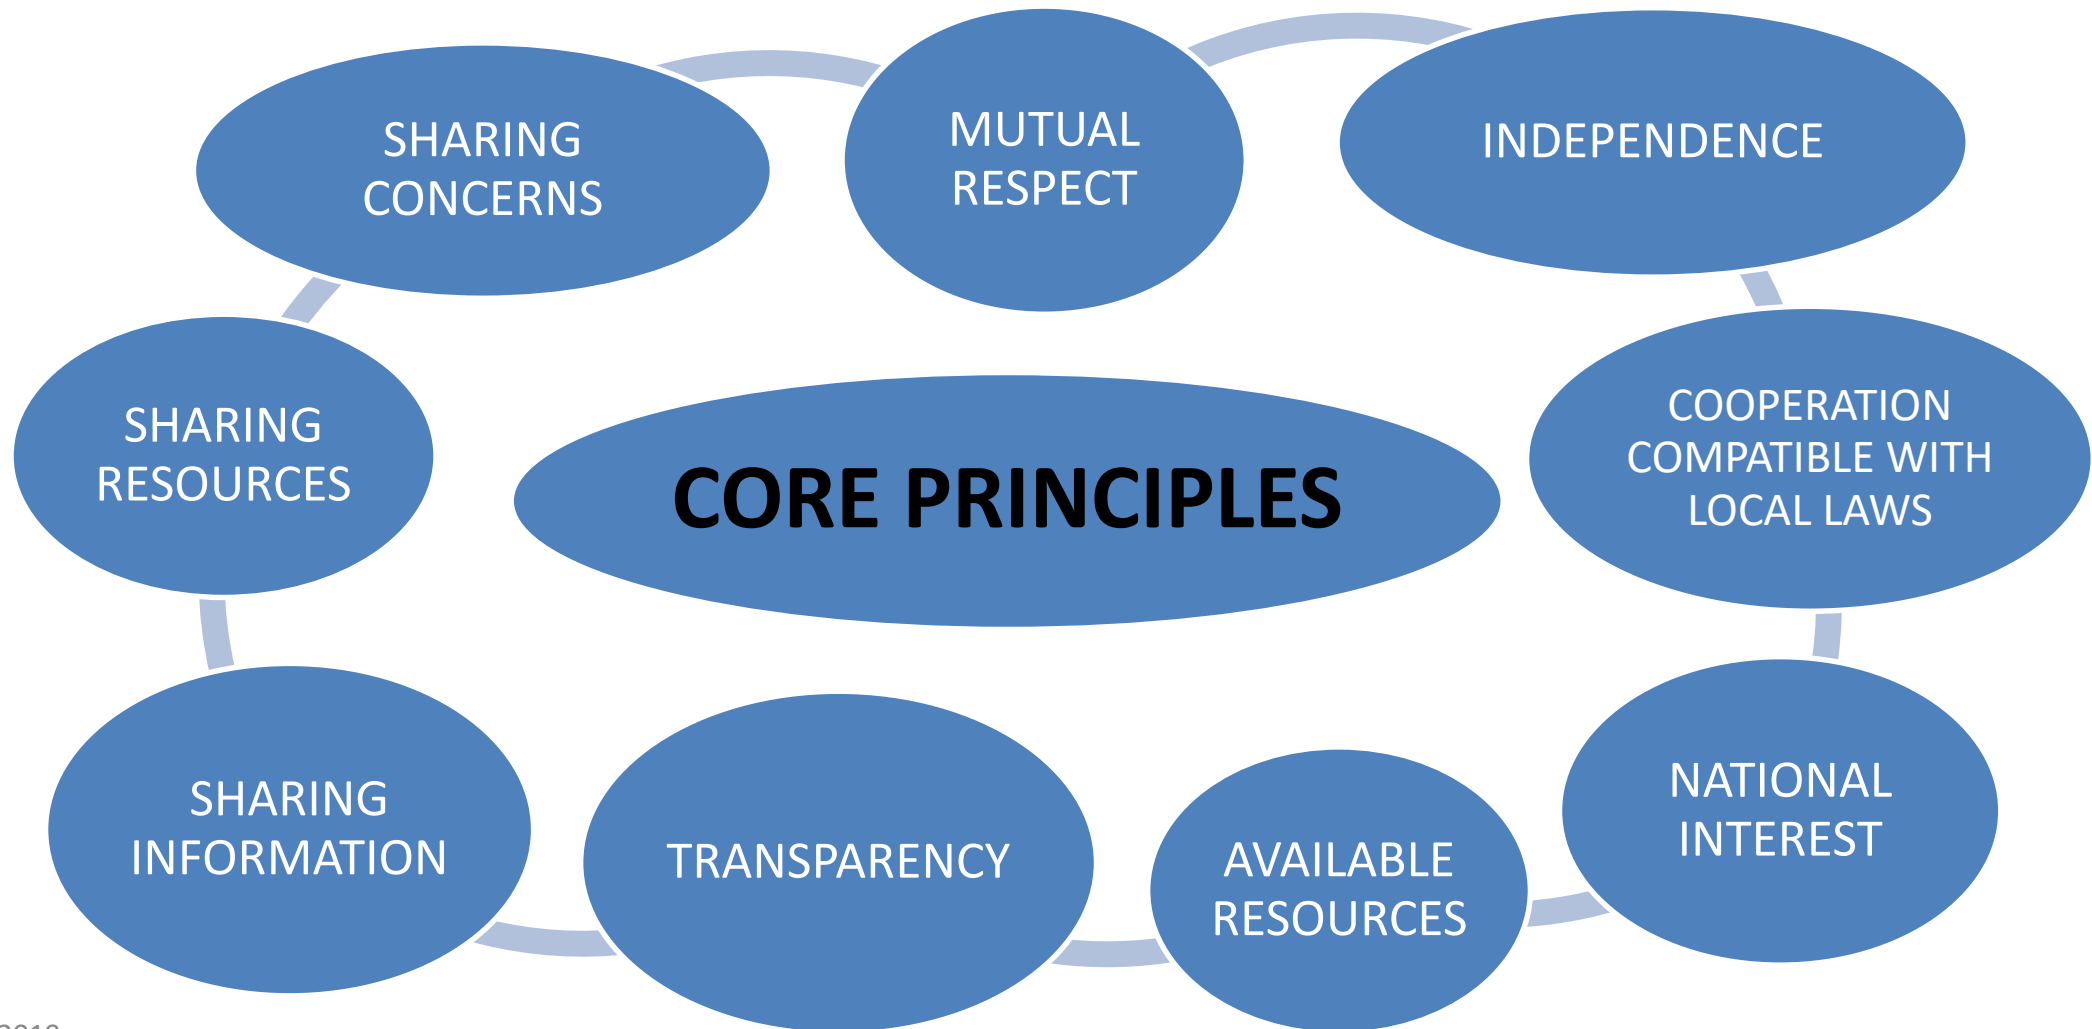 SHARING
CONCERNS
MUTUAL
RESPECT
INDEPENDENCE
COOPERATION
COMPATIBLE WITH
LOCAL LAWS
NATIONAL
INTEREST
AVAILABLE
RESOURCES
TRANSPARENCY
SHARING
INFORMATION
SHARING
RESOURCES
CORE PRINCIPLES